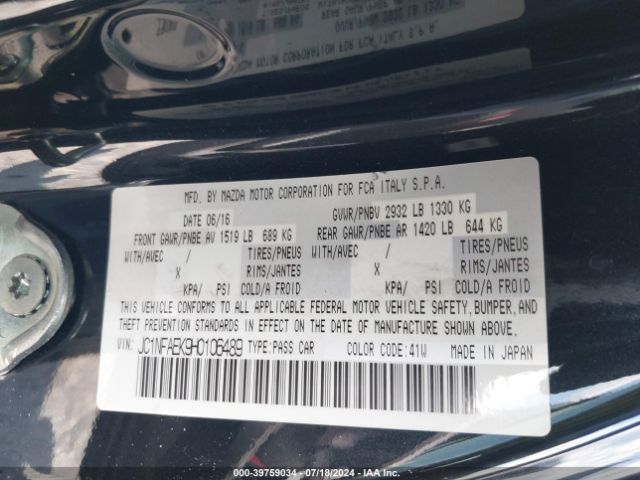 MFD. BY MAZDA MOTOR CORPORATION FOR FCA ITALY S.P.A.
DATE 06/16 GVWR/PNBV 2932 LB 1330 KG
FRONT GAWR/PNBE AV 1519 LB 689 KG REAR GAWR/PNBE AR 1420 LB 644 KG
WITH/AVEC / TIRES/PNEUS WITH/AVEC / TIRES/PNEUS
X RIMS/JANTES X RIMS/JANTES
KPA/ PSI COLD/A FROID KPA/ PSI COLD/A FROID
THIS VEHICLE CONFORMS TO ALL APPLICABLE FEDERAL MOTOR VEHICLE SAFETY, BUMPER, AND
THEFT PREVENTION STANDARDS IN EFFECT ON THE DATE OF MANUFACTURE SHOWN ABOVE.
VIN: JC1NFAEK9H0106489 TYPE: PASS CAR COLOR CODE: 41W MADE IN JAPAN
000-39759034 / 07/18/2024 / IAA Inc.